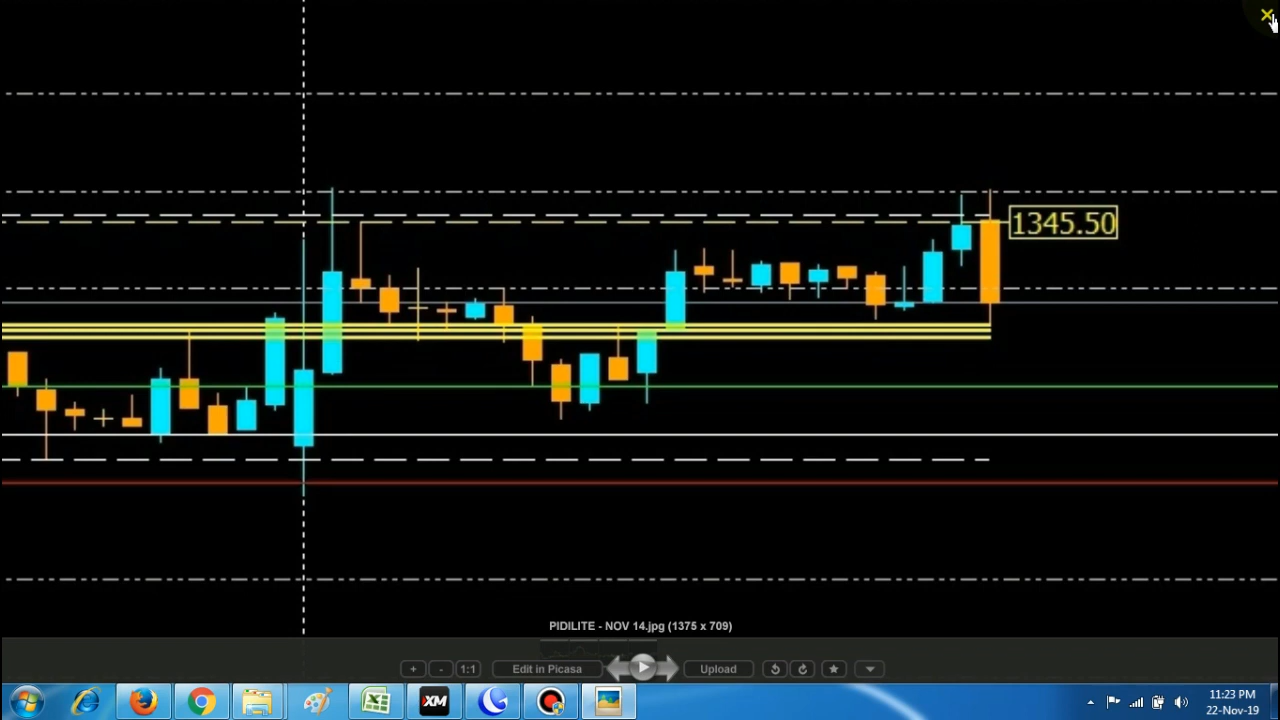 1345.50
PIDILITE - NOV 14.jpg (1375 x 709)
+ - 1:1 Edit in Picasa Upload
XM
11:23 PM
22-Nov-19